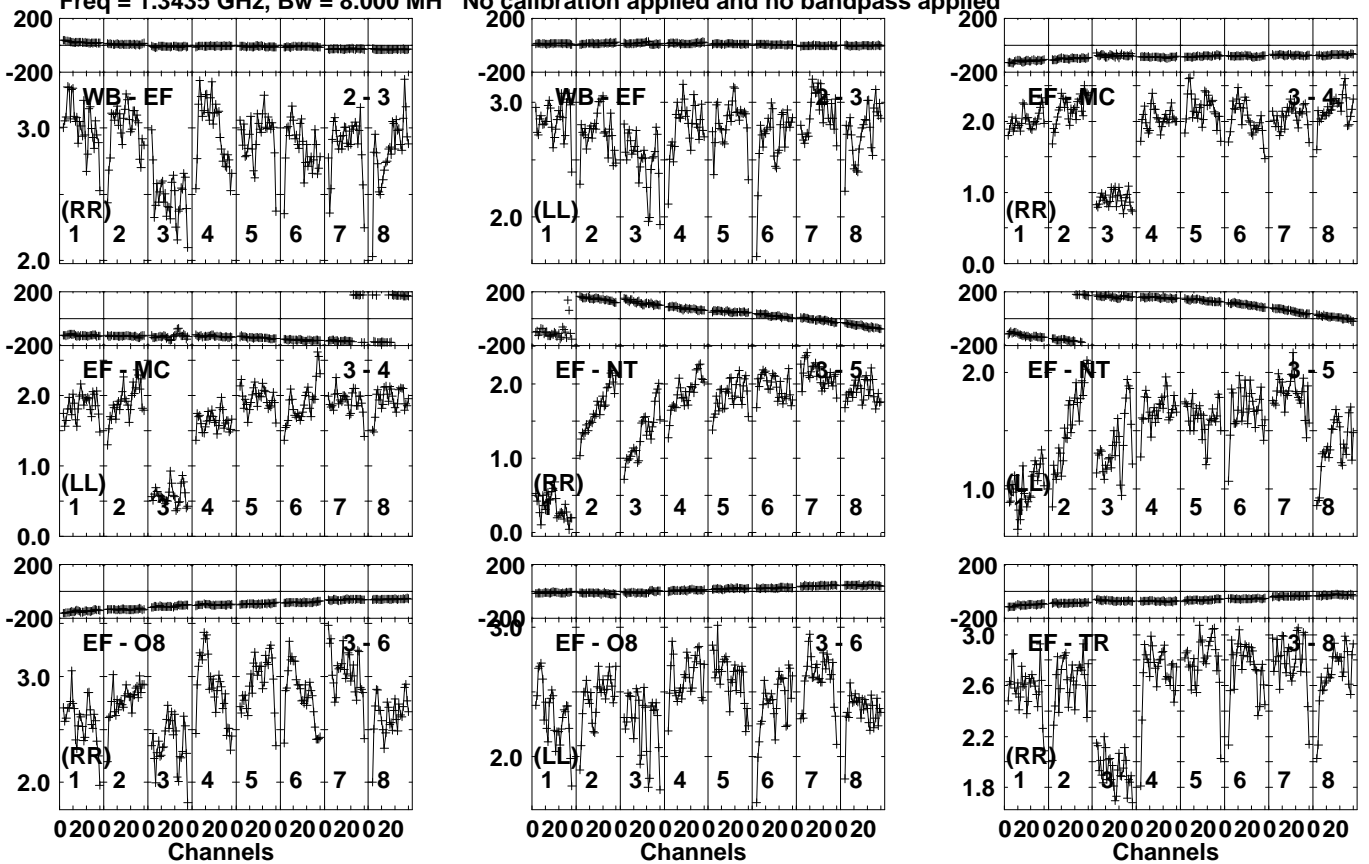 Freq = 1.3435 GHz, Bw = 8.000 MH No calibration applied and no bandpass applied
200
-200
WB - EF 2 - 3
3.0
2.0
(RR)
1 2 3 4 5 6 7 8
200
-200
WB - EF 2 - 3
3.0
2.0
(LL)
1 2 3 4 5 6 7 8
200
-200
EF - MC 3 - 4
2.0
1.0
0.0
(RR)
1 2 3 4 5 6 7 8
200
-200
EF - MC 3 - 4
2.0
1.0
0.0
(LL)
1 2 3 4 5 6 7 8
200
-200
EF - NT 3 - 5
2.0
1.0
0.0
(RR)
1 2 3 4 5 6 7 8
200
-200
EF - NT 3 - 5
2.0
1.0
(LL)
1 2 3 4 5 6 7 8
200
-200
EF - O8 3 - 6
3.0
2.0
(RR)
1 2 3 4 5 6 7 8
020020020020020020020020
Channels
200
-200
EF - O8 3 - 6
3.0
2.0
(LL)
1 2 3 4 5 6 7 8
020020020020020020020020
Channels
200
-200
EF - TR 3 - 8
3.0
2.6
2.2
1.8
(RR)
1 2 3 4 5 6 7 8
020020020020020020020020
Channels